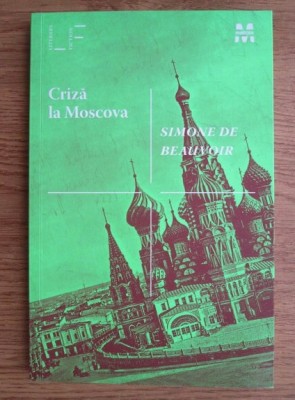 Criză
la Moscova
SIMONE DE
BEAUVOIR